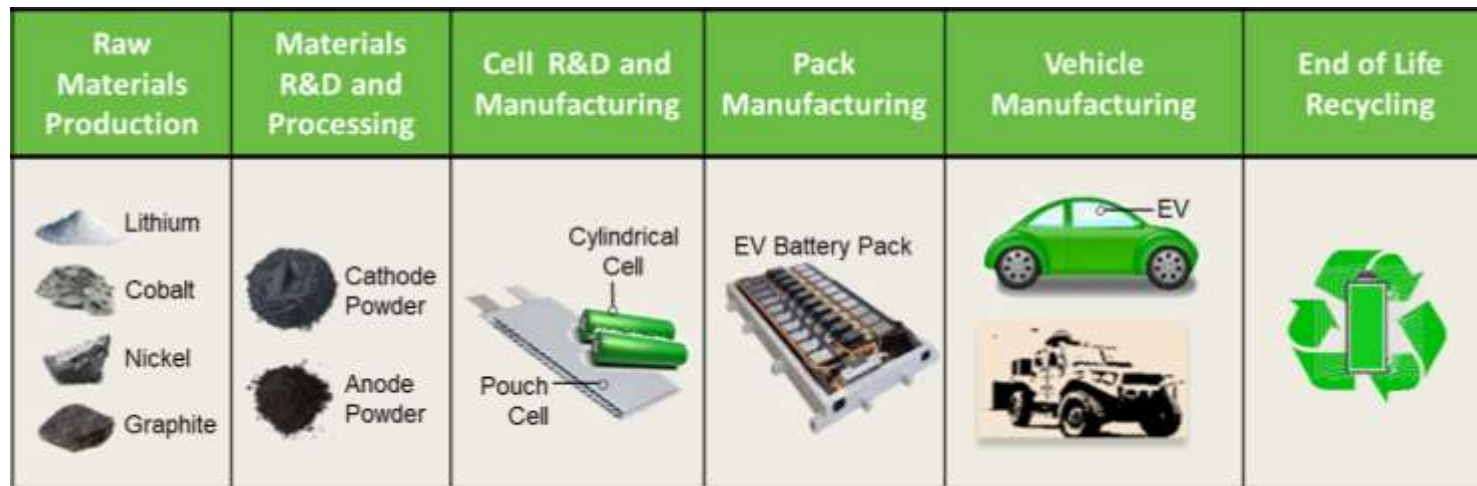 Raw
Materials
Production
Materials
R&D and
Processing
Cell R&D and
Manufacturing
Pack
Manufacturing
Vehicle
Manufacturing
End of Life
Recycling
Lithium
Cobalt
Nickel
Graphite
Cathode
Powder
Anode
Powder
Cylindrical
Cell
Pouch
Cell
EV Battery Pack
EV